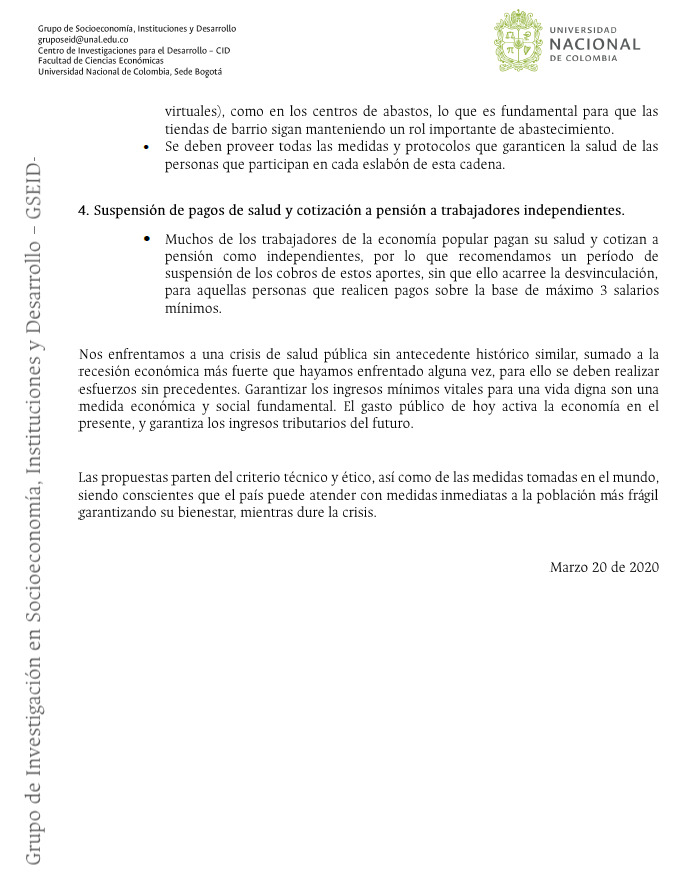 Grupo de Socioeconomía, Instituciones y Desarrollo
gruposeid@unal.edu.co
Centro de Investigaciones para el Desarrollo – CID
Facultad de Ciencias Económicas
Universidad Nacional de Colombia, Sede Bogotá
UNIVERSIDAD
NACIONAL
DE COLOMBIA
virtuales), como en los centros de abastos, lo que es fundamental para que las
tiendas de barrio sigan manteniendo un rol importante de abastecimiento.
• Se deben proveer todas las medidas y protocolos que garanticen la salud de las
personas que participan en cada eslabón de esta cadena.
4. Suspensión de pagos de salud y cotización a pensión a trabajadores independientes.
• Muchos de los trabajadores de la economía popular pagan su salud y cotizan a
pensión como independientes, por lo que recomendamos un período de
suspensión de los cobros de estos aportes, sin que ello acarree la desvinculación,
para aquellas personas que realicen pagos sobre la base de máximo 3 salarios
mínimos.
Nos enfrentamos a una crisis de salud pública sin antecedente histórico similar, sumado a la
recesión económica más fuerte que hayamos enfrentado alguna vez, para ello se deben realizar
esfuerzos sin precedentes. Garantizar los ingresos mínimos vitales para una vida digna son una
medida económica y social fundamental. El gasto público de hoy activa la economía en el
presente, y garantiza los ingresos tributarios del futuro.
Las propuestas parten del criterio técnico y ético, así como de las medidas tomadas en el mundo,
siendo conscientes que el país puede atender con medidas inmediatas a la población más frágil
garantizando su bienestar, mientras dure la crisis.
Marzo 20 de 2020
Grupo de Investigación en Socioeconomía, Instituciones y Desarrollo – GSEID-